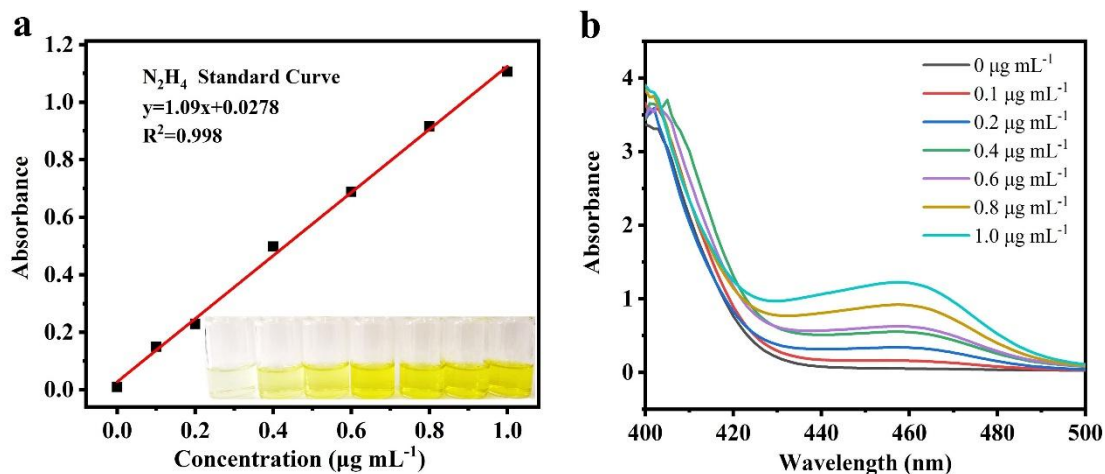 a
N₂H₄ Standard Curve
y=1.09x+0.0278
R²=0.998
Absorbance
1.2
1.0
0.8
0.6
0.4
0.2
0.0
0.0 0.2 0.4 0.6 0.8 1.0
Concentration (μg mL⁻¹)
b
0 μg mL⁻¹
0.1 μg mL⁻¹
0.2 μg mL⁻¹
0.4 μg mL⁻¹
0.6 μg mL⁻¹
0.8 μg mL⁻¹
1.0 μg mL⁻¹
Absorbance
4
3
2
1
0
400 420 440 460 480 500
Wavelength (nm)